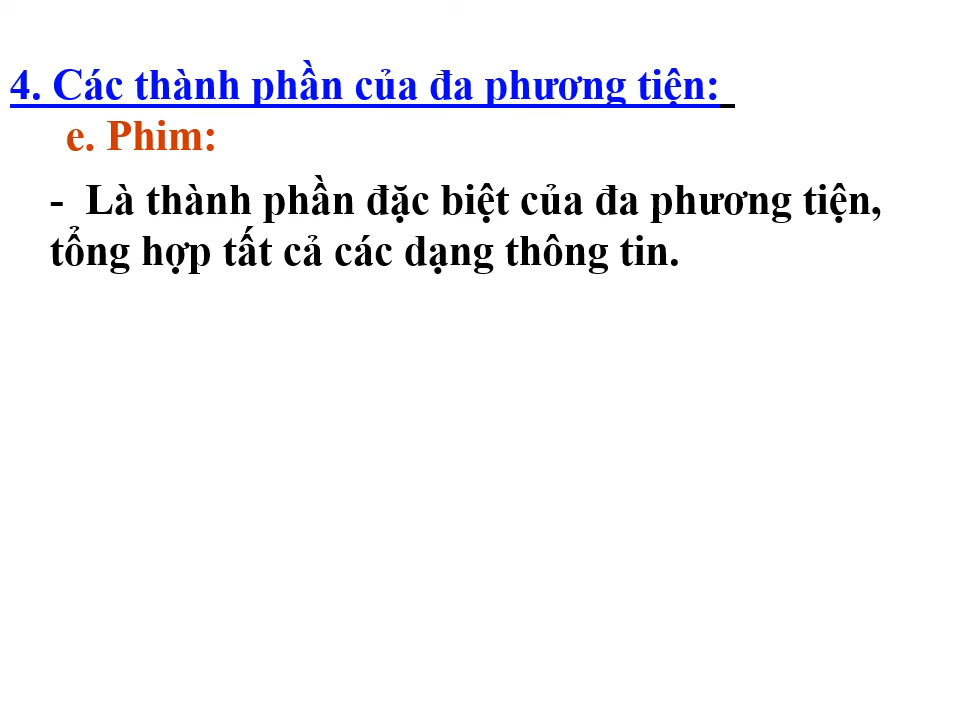 4. Các thành phần của đa phương tiện:
e. Phim:
- Là thành phần đặc biệt của đa phương tiện,
tổng hợp tất cả các dạng thông tin.